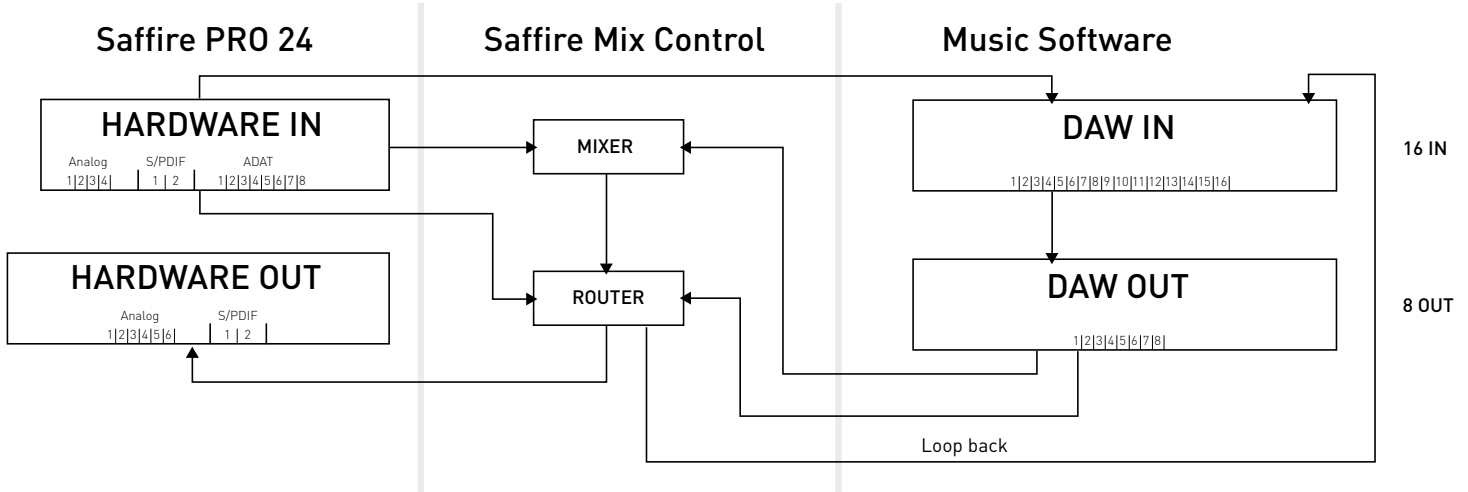 Saffire PRO 24
Saffire Mix Control
Music Software
HARDWARE IN
Analog
S/PDIF
ADAT
1|2|3|4|
1 | 2
1|2|3|4|5|6|7|8
MIXER
DAW IN
1|2|3|4|5|6|7|8|9|10|11|12|13|14|15|16|
16 IN
HARDWARE OUT
Analog
S/PDIF
1|2|3|4|5|6|
1 | 2
ROUTER
DAW OUT
1|2|3|4|5|6|7|8|
8 OUT
Loop back